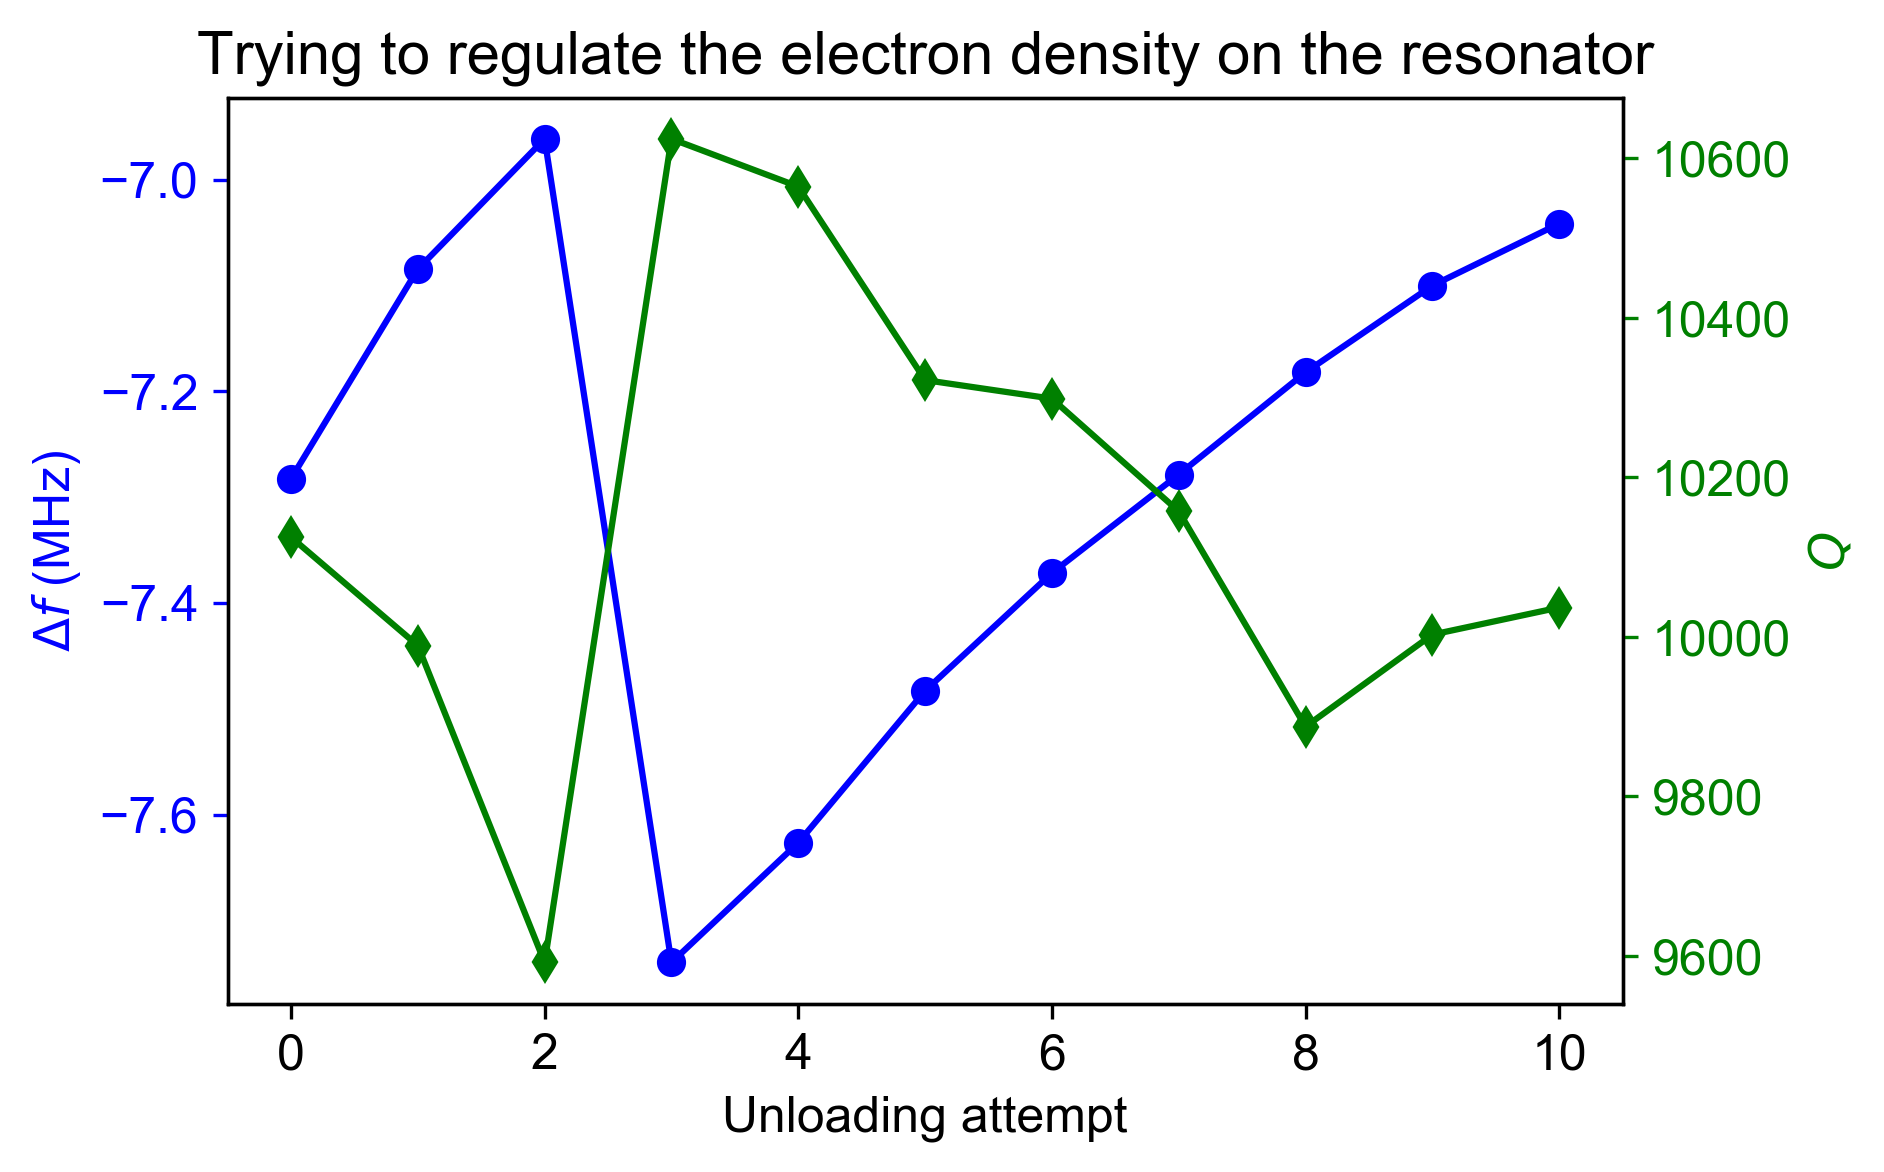 Trying to regulate the electron density on the resonator
−7.0
−7.2
−7.4
−7.6
Δf (MHz)
10600
10400
10200
10000
9800
9600
Q
0 2 4 6 8 10
Unloading attempt